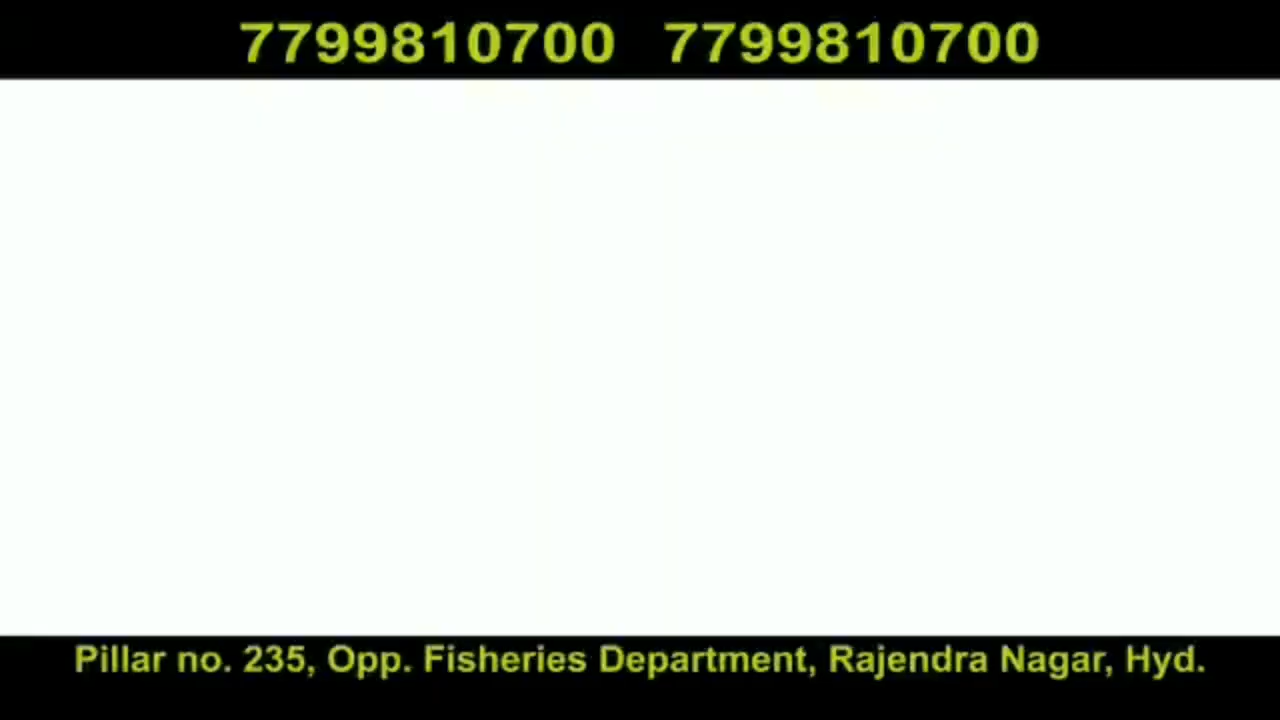 7799810700 7799810700
Pillar no. 235, Opp. Fisheries Department, Rajendra Nagar, Hyd.